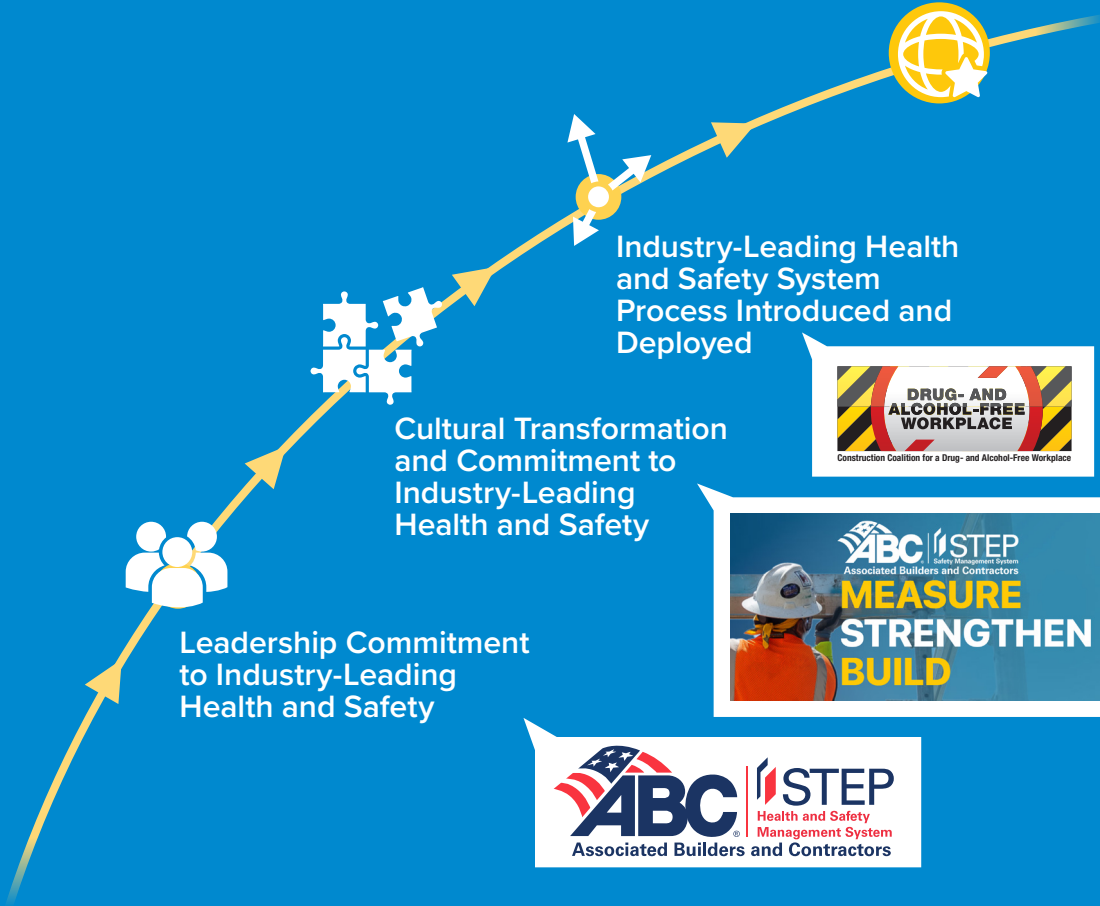 Industry-Leading Health
and Safety System
Process Introduced and
Deployed
DRUG- AND
ALCOHOL-FREE
WORKPLACE
Construction Coalition for a Drug- and Alcohol-Free Workplace
Cultural Transformation
and Commitment to
Industry-Leading
Health and Safety
ABC STEP
Safety Management System
Associated Builders and Contractors
MEASURE
STRENGTHEN
BUILD
Leadership Commitment
to Industry-Leading
Health and Safety
ABC® STEP
Health and Safety
Management System
Associated Builders and Contractors